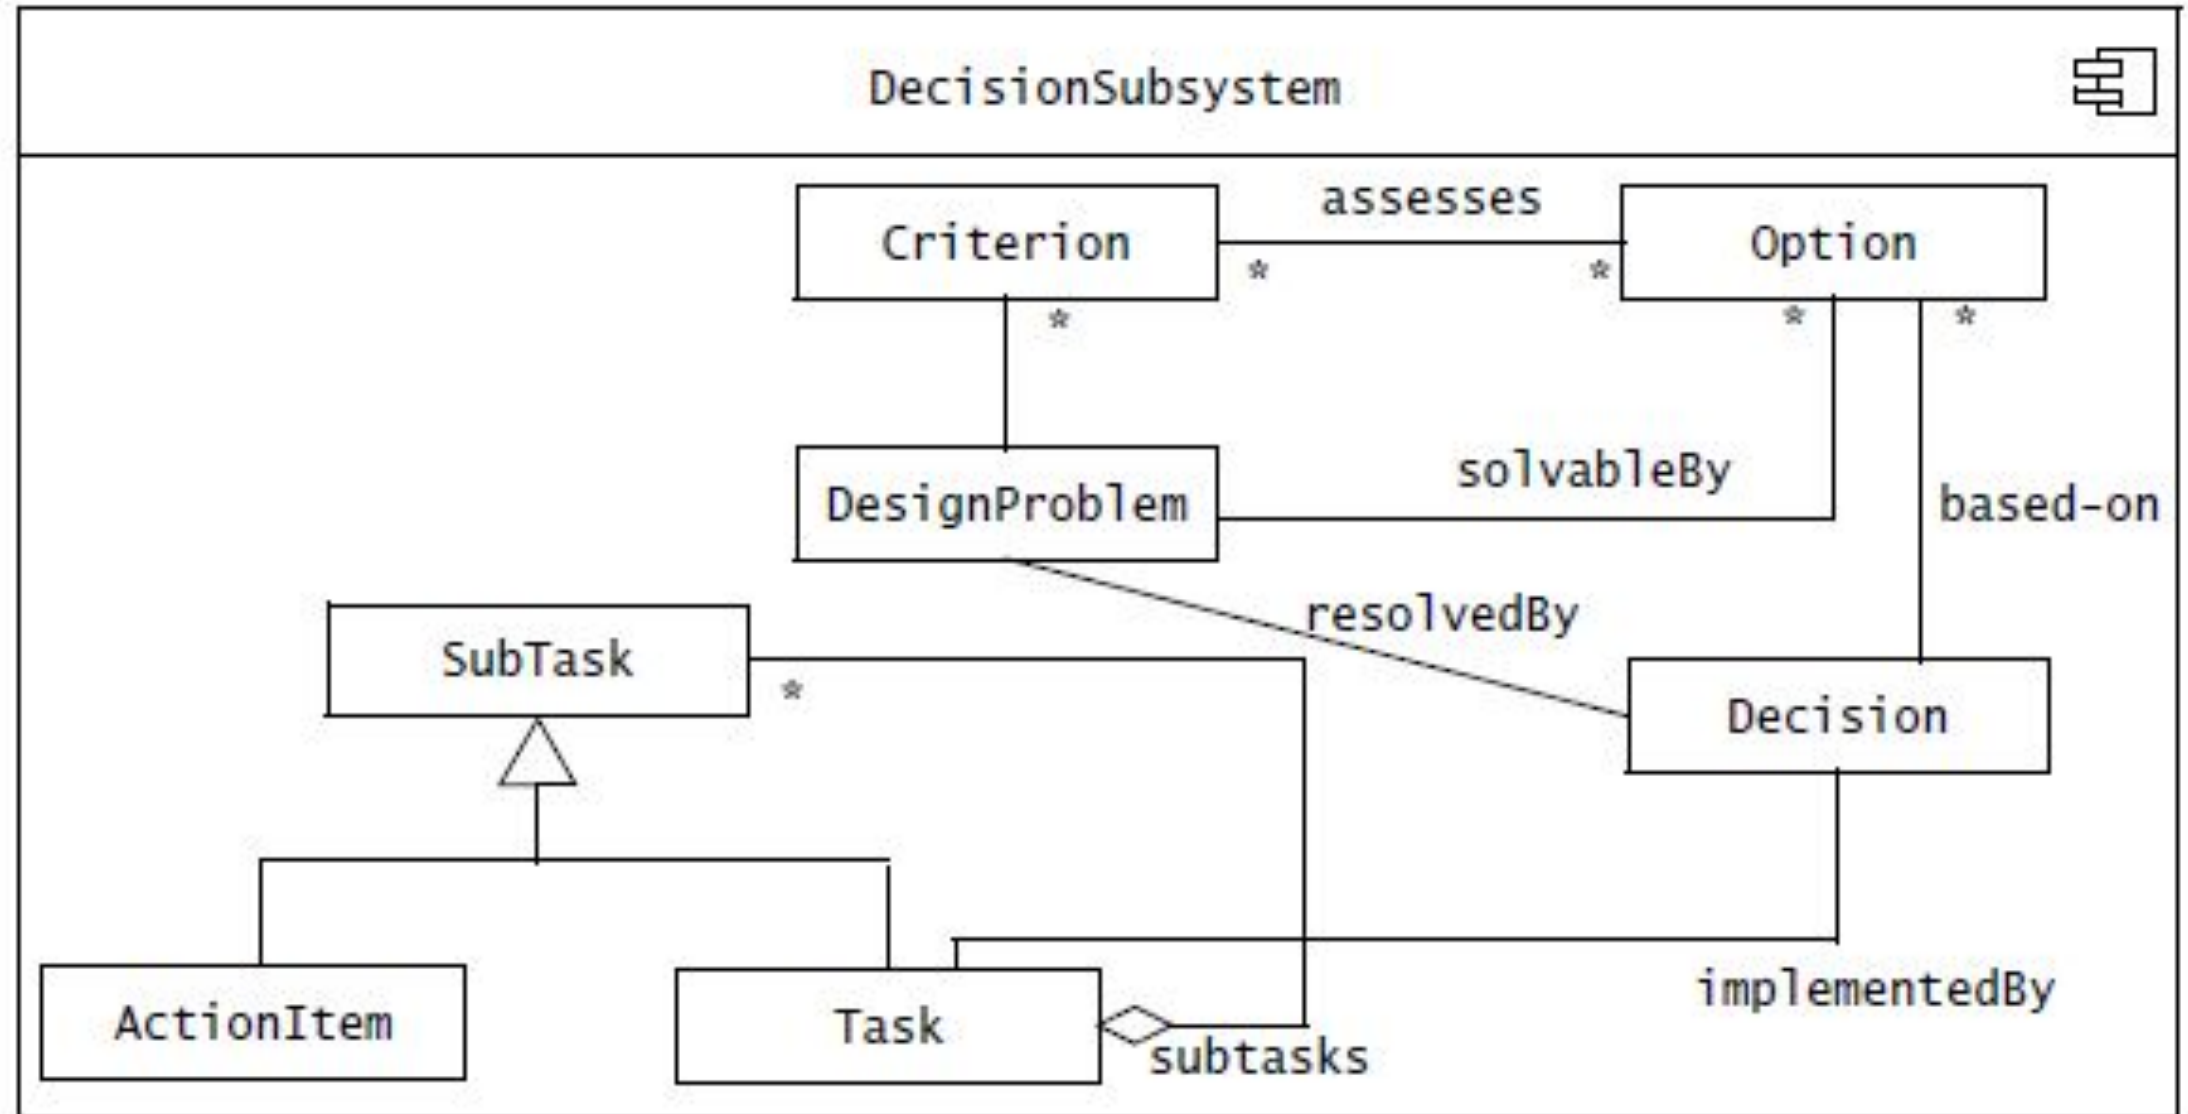 DecisionSubsystem
assesses
Criterion
Option
*
*
*
*
*
solvableBy
DesignProblem
based-on
resolvedBy
SubTask
*
Decision
implementedBy
ActionItem
Task
subtasks